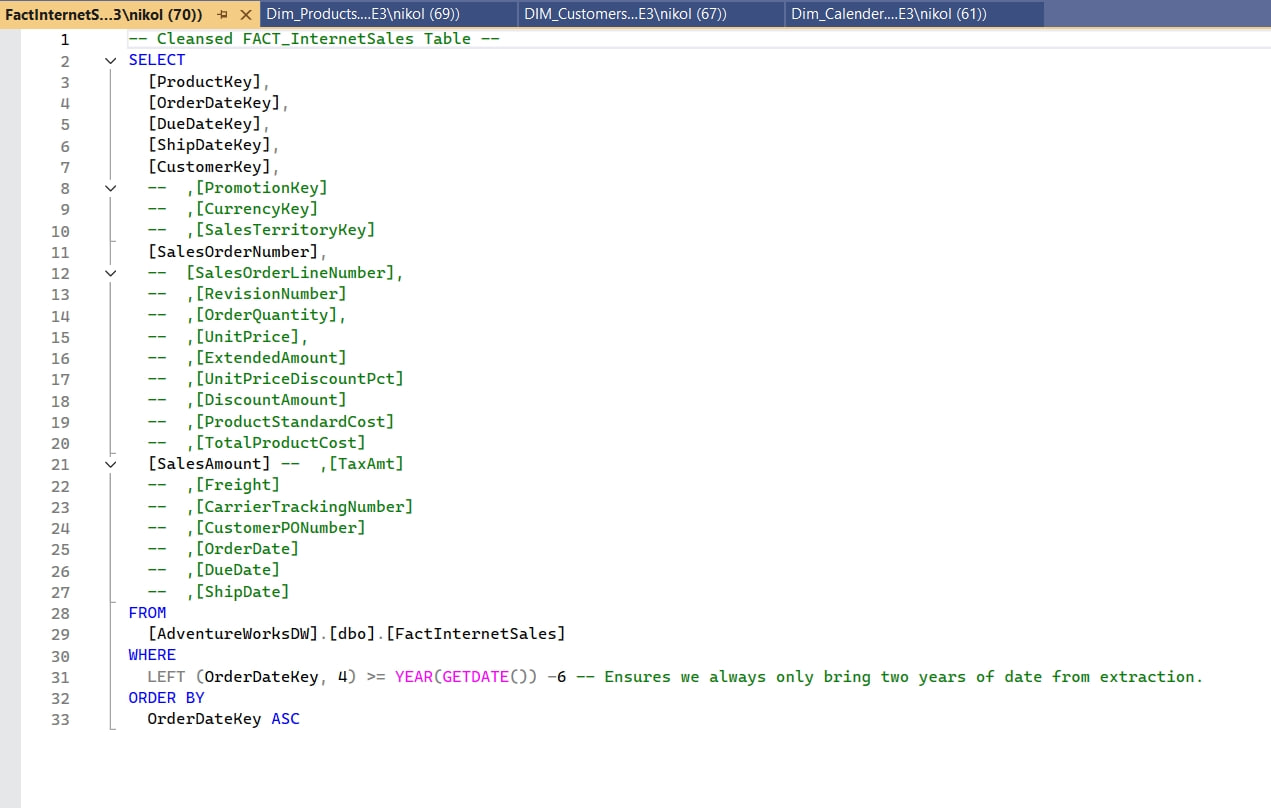 FactInternetS...3\nikol (70))
Dim_Products....E3\nikol (69))
DIM_Customers...E3\nikol (67))
Dim_Calender....E3\nikol (61))
1 -- Cleansed FACT_InternetSales Table --
2 SELECT
3 [ProductKey],
4 [OrderDateKey],
5 [DueDateKey],
6 [ShipDateKey],
7 [CustomerKey],
8 --  ,[PromotionKey]
9 --  ,[CurrencyKey]
10 --  ,[SalesTerritoryKey]
11 [SalesOrderNumber],
12 --  [SalesOrderLineNumber],
13 --  ,[RevisionNumber]
14 --  ,[OrderQuantity],
15 --  ,[UnitPrice],
16 --  ,[ExtendedAmount]
17 --  ,[UnitPriceDiscountPct]
18 --  ,[DiscountAmount]
19 --  ,[ProductStandardCost]
20 --  ,[TotalProductCost]
21 [SalesAmount] --  ,[TaxAmt]
22 --  ,[Freight]
23 --  ,[CarrierTrackingNumber]
24 --  ,[CustomerPONumber]
25 --  ,[OrderDate]
26 --  ,[DueDate]
27 --  ,[ShipDate]
28 FROM
29 [AdventureWorksDW].[dbo].[FactInternetSales]
30 WHERE
31 LEFT (OrderDateKey, 4) >= YEAR(GETDATE()) -6 -- Ensures we always only bring two years of date from extraction.
32 ORDER BY
33 OrderDateKey ASC